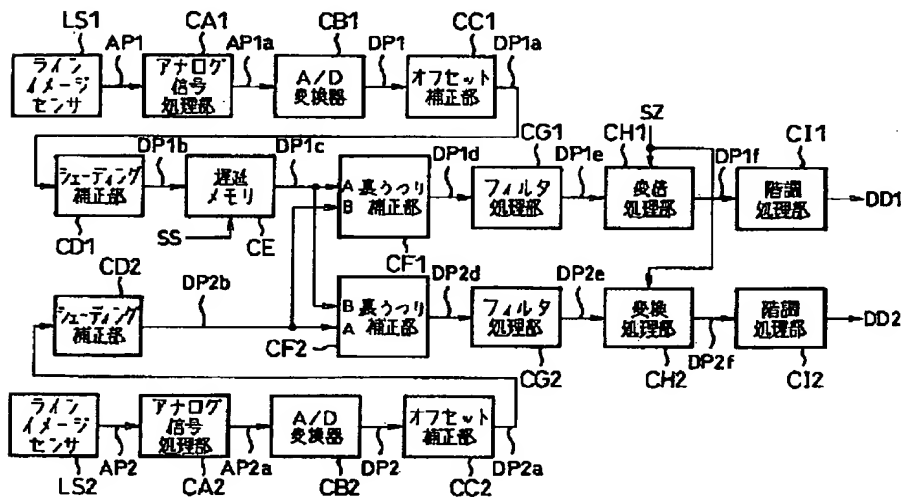 LS1 CA1 CB1 CC1
AP1 AP1a DP1 DP1a
ライン
イメージ
センサ
アナログ
信号
処理部
A/D
変換器
オフセット
補正部
SZ
CG1 CH1 CI1
DP1b DP1c DP1d DP1e DP1f
シェーディング
補正部
遅延
メモリ
A 裏うつり
B 補正部
フィルタ
処理部
変倍
処理部
階調
処理部
DD1
CD1 SS CE CF1
CD2
DP2b DP2d DP2e
シェーディング
補正部
B 裏うつり
A 補正部
フィルタ
処理部
変換
処理部
階調
処理部
DD2
CF2 CG2 CH2 DP2f CI2
ライン
イメージ
センサ
アナログ
信号
処理部
A/D
変換器
オフセット
補正部
AP2 AP2a DP2 DP2a
LS2 CA2 CB2 CC2